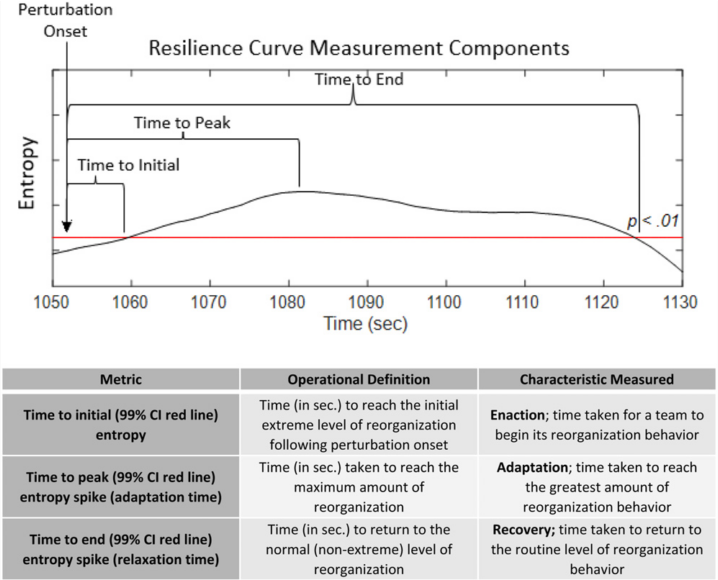 Perturbation
Onset
Resilience Curve Measurement Components
Time to End
Time to Peak
Time to Initial
Entropy
p < .01
1050 1060 1070 1080 1090 1100 1110 1120 1130
Time (sec)
Metric Operational Definition Characteristic Measured
Time to initial (99% CI red line)
entropy
Time (in sec.) to reach the initial
extreme level of reorganization
following perturbation onset
Enaction; time taken for a team to
begin its reorganization behavior
Time to peak (99% CI red line)
entropy spike (adaptation time)
Time (in sec.) taken to reach the
maximum amount of
reorganization
Adaptation; time taken to reach
the greatest amount of
reorganization behavior
Time to end (99% CI red line)
entropy spike (relaxation time)
Time (in sec.) to return to the
normal (non-extreme) level of
reorganization
Recovery; time taken to return to
the routine level of reorganization
behavior